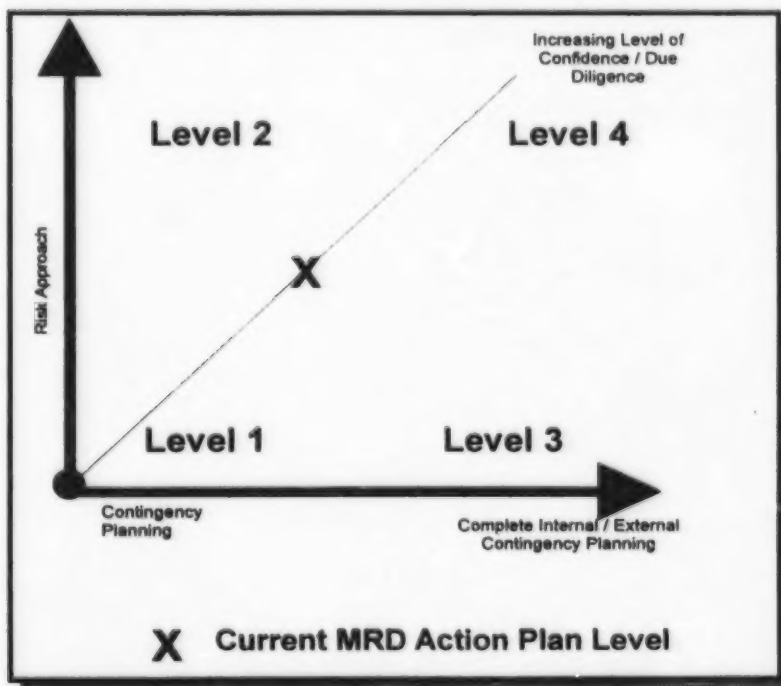 Increasing Level of
Confidence / Due
Diligence
Level 2
Level 4
Risk Approach
X
Level 1
Level 3
Contingency
Planning
Complete Internal / External
Contingency Planning
X Current MRD Action Plan Level